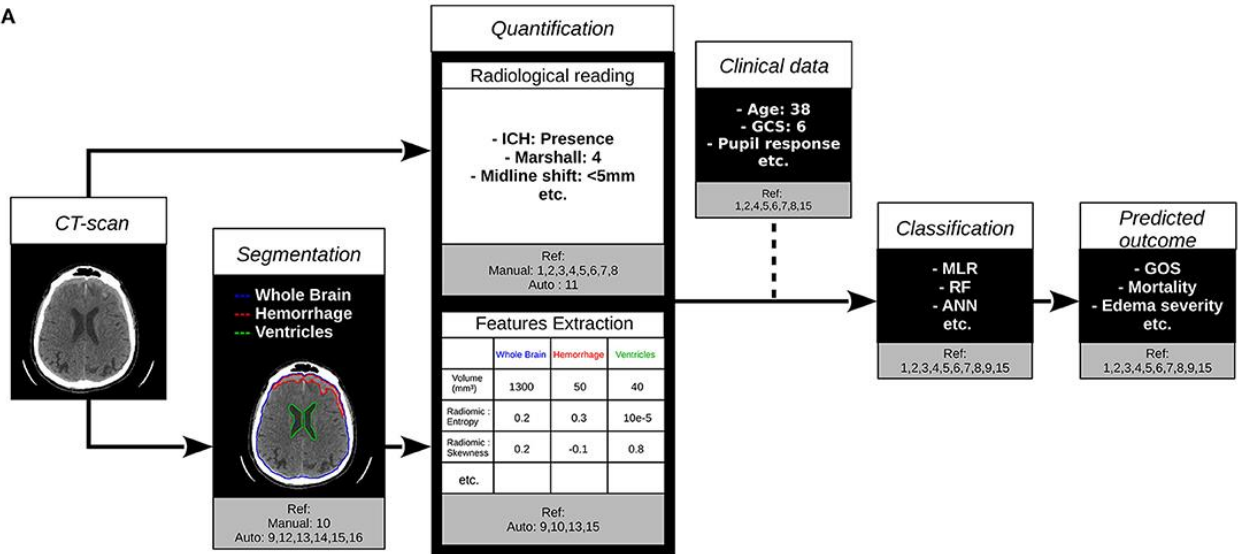 A
CT-scan
Segmentation
--- Whole Brain
--- Hemorrhage
--- Ventricles
Ref:
Manual: 10
Auto: 9,12,13,14,15,16
Quantification
Radiological reading
- ICH: Presence
- Marshall: 4
- Midline shift: <5mm
etc.
Ref:
Manual: 1,2,3,4,5,6,7,8
Auto : 11
Features Extraction
Whole Brain Hemorrhage Ventricles
Volume
(mm³) 1300 50 40
Radiomic :
Entropy 0.2 0.3 10e-5
Radiomic :
Skewness 0.2 -0.1 0.8
etc.
Ref:
Auto: 9,10,13,15
Clinical data
- Age: 38
- GCS: 6
- Pupil response
etc.
Ref:
1,2,4,5,6,7,8,15
Classification
- MLR
- RF
- ANN
etc.
Ref:
1,2,3,4,5,6,7,8,9,15
Predicted
outcome
- GOS
- Mortality
- Edema severity
etc.
Ref:
1,2,3,4,5,6,7,8,9,15